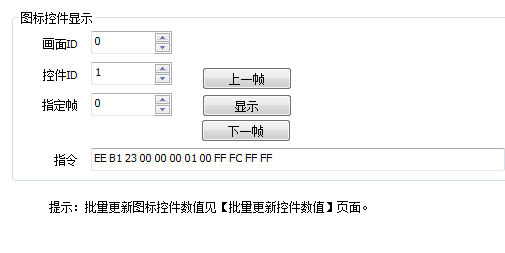 图标控件显示
画面ID 0
控件ID 1
上一帧
指定帧 0
显示
下一帧
指令 EE B1 23 00 00 00 01 00 FF FC FF FF
提示：批量更新图标控件数值见【批量更新控件数值】页面。